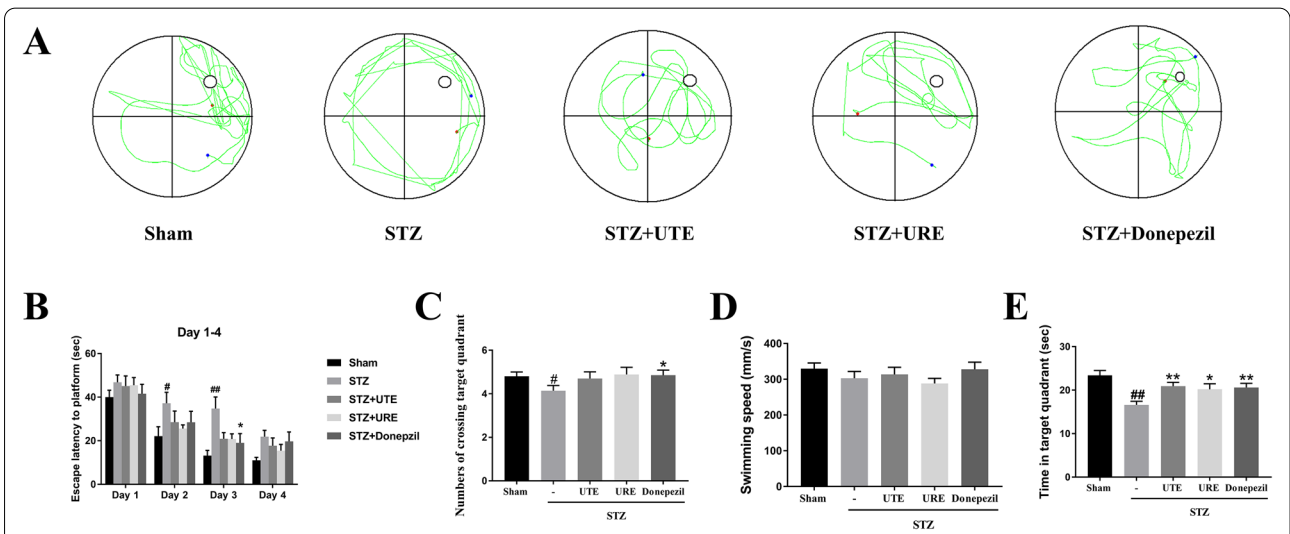 A
Sham
STZ
STZ+UTE
STZ+URE
STZ+Donepezil
B
Day 1-4
Escape latency to platform (sec)
60
40
20
0
#
##
*
Day 1
Day 2
Day 3
Day 4
Sham
STZ
STZ+UTE
STZ+URE
STZ+Donepzil
C
Numbers of crossing target quadrant
6
4
2
0
#
*
Sham
-
UTE
URE
Donepezil
STZ
D
Swimming speed (mm/s)
400
300
200
100
0
Sham
-
UTE
URE
Donepezil
STZ
E
Time in target quadrant (sec)
30
20
10
0
##
**
*
**
Sham
-
UTE
URE
Donepezil
STZ